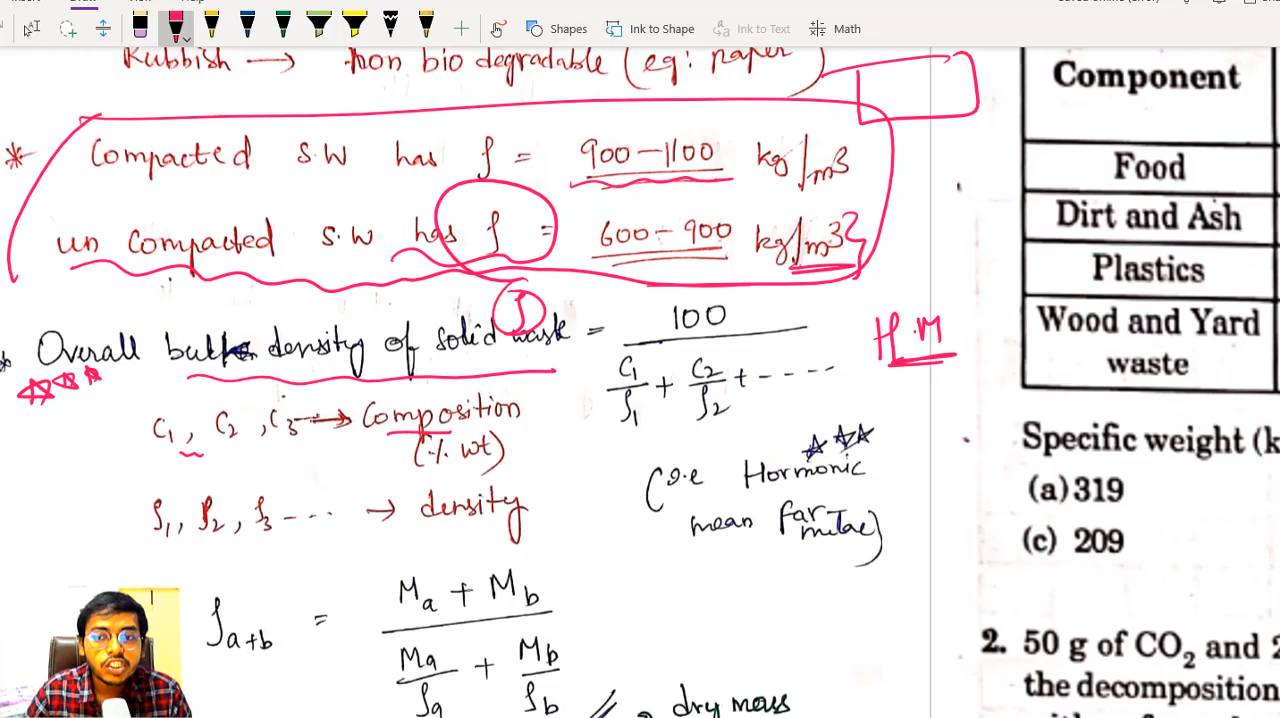 Draw
Shapes
Ink to Shape
Ink to Text
Math
Rubbish → non bio degradable (eg: paper)
* Compacted S.W has ρ = 900-1100 kg/m3
un compacted S.W has ρ = 600-900 kg/m3
Overall bulk density of solid waste = 100 / (C1/ρ1 + C2/ρ2 + - - - -
H.M
C1, C2, C3 → Composition
(% wt)
(i.e Hormonic
mean formulae)
ρ1, ρ2, ρ3 --- → density
ρa+b = Ma + Mb / (Ma/ρa + Mb/ρb)
dry mass
Component
Food
Dirt and Ash
Plastics
Wood and Yard
waste
Specific weight (k
(a) 319
(c) 209
2. 50 g of CO2 and 2
the decomposition